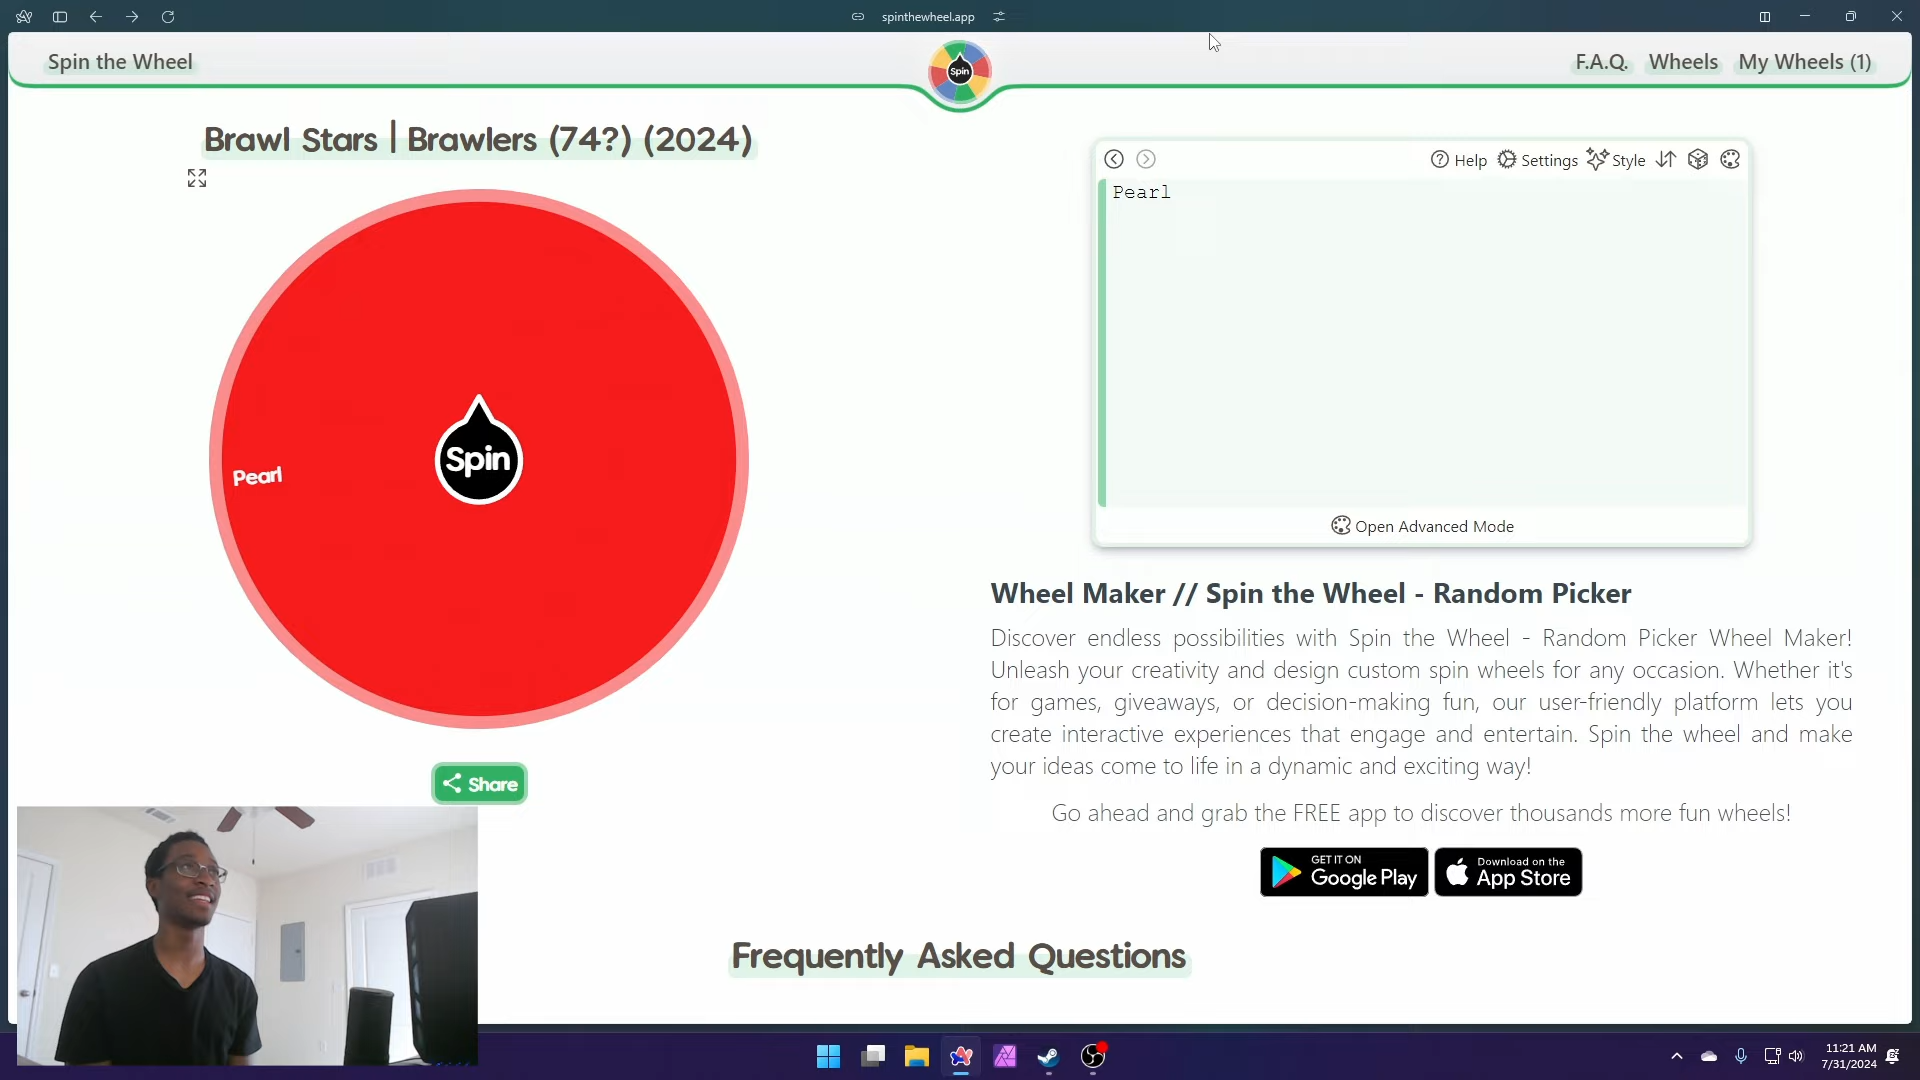 spinthewheel.app
Spin the Wheel
Spin
F.A.Q. Wheels My Wheels (1)
Brawl Stars | Brawlers (74?) (2024)
Help Settings Style
Pearl
Pearl
Spin
Open Advanced Mode
Share
Wheel Maker // Spin the Wheel - Random Picker
Discover endless possibilities with Spin the Wheel - Random Picker Wheel Maker!
Unleash your creativity and design custom spin wheels for any occasion. Whether it's
for games, giveaways, or decision-making fun, our user-friendly platform lets you
create interactive experiences that engage and entertain. Spin the wheel and make
your ideas come to life in a dynamic and exciting way!
Go ahead and grab the FREE app to discover thousands more fun wheels!
GET IT ON
Google Play
Download on the
App Store
Frequently Asked Questions
11:21 AM
7/31/2024